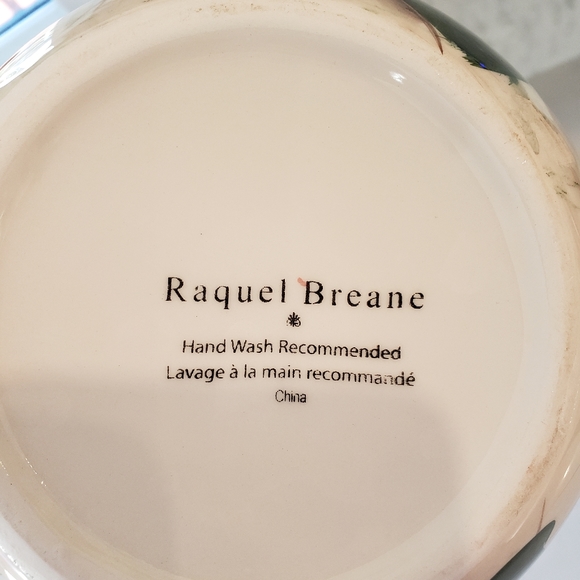 Raquel Breane
Hand Wash Recommended
Lavage à la main recommandé
China